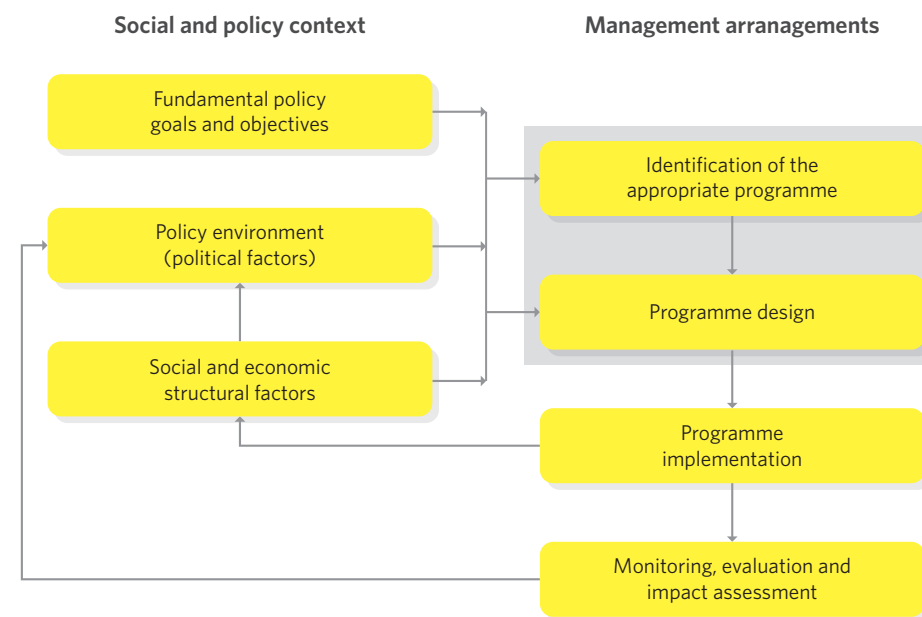 Social and policy context
Management arranagements
Fundamental policy
goals and objectives
Identification of the
appropriate programme
Policy environment
(political factors)
Programme design
Social and economic
structural factors
Programme
implementation
Monitoring, evaluation and
impact assessment